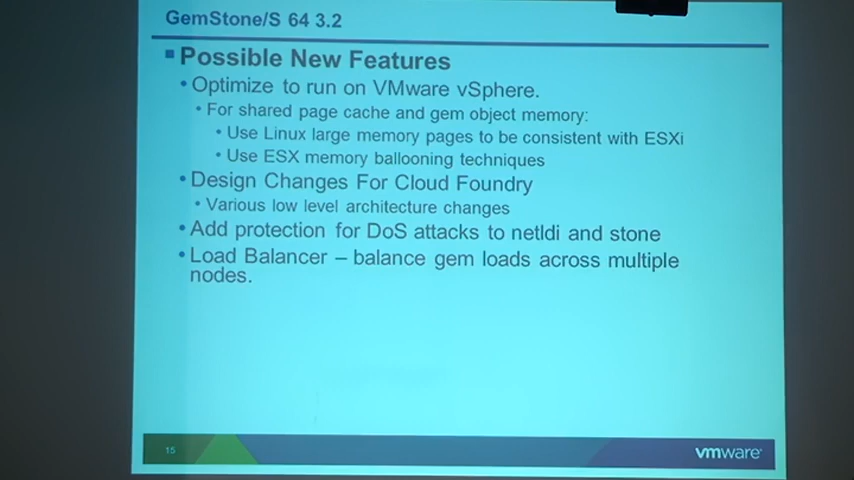 GemStone/S 64 3.2
Possible New Features
Optimize to run on VMware vSphere.
For shared page cache and gem object memory:
Use Linux large memory pages to be consistent with ESXi
Use ESX memory ballooning techniques
Design Changes For Cloud Foundry
Various low level architecture changes
Add protection for DoS attacks to netldi and stone
Load Balancer – balance gem loads across multiple
nodes.
15
vmware